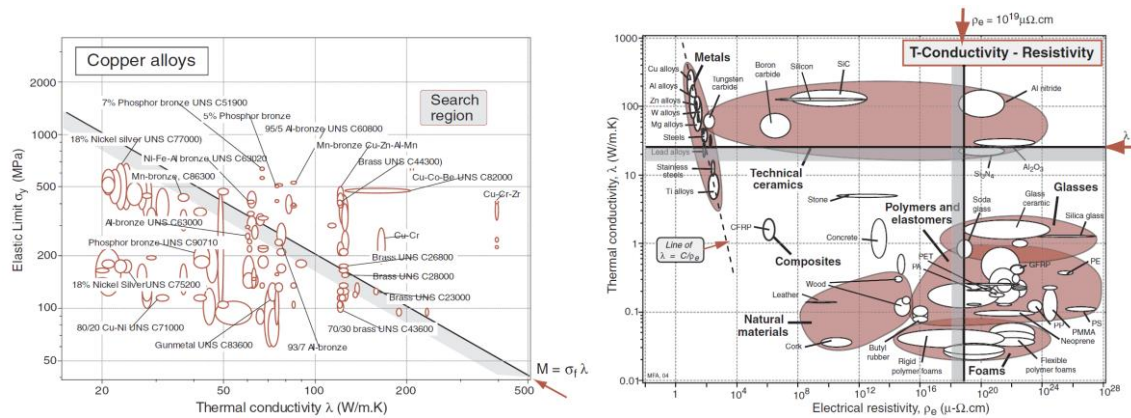 Copper alloys
2000
1000
500
200
100
50
Elastic Limit σy (MPa)
7% Phosphor bronze UNS C51900
5% Phosphor bronze
Search
region
95/5 Al-bronze UNS C60800
18% Nickel silver UNS C77000)
Mn-bronze Cu-Zn-Al-Mn
Ni-Fe-Al bronze UNS C63020
Brass UNS C44300)
Mn-bronze, C86300
Cu-Co-Be UNS C82000
Cu-Cr-Zr
Al-bronze UNS C63000
Cu-Cr
Phosphor bronze UNS C90710
Brass UNS C26800
Brass UNS C28000
18% Nickel SilverUNS C75200
Brass UNS C23000
80/20 Cu-Ni UNS C71000
70/30 brass UNS C43600
Gunmetal UNS C83600
93/7 Al-bronze
M = σf λ
20 50 100 200 500
Thermal conductivity λ (W/m.K)
ρe = 10¹⁹μΩ.cm
T-Conductivity - Resistivity
1000
100
10
1
0.1
0.01
Thermal conductivity, λ (W/m.K)
Metals
Cu alloys
Al alloys
Zn alloys
W alloys
Mg alloys
Steels
Lead alloys
Stainless
steels
Ti alloys
Tungsten
carbide
Boron
carbide
Silicon
SiC
Al nitride
λ
Al2O3
Si3N4
Technical
ceramics
Stone
Polymers and
elastomers
Soda
glass
Glass
ceramic
Glasses
Silica glass
CFRP
Concrete
Line of
λ = C/ρe
Composites
PET
PA
GFRP
PE
Wood
Leather
Natural
materials
Cork
Butyl
rubber
Rigid
polymer foams
Foams
Flexible
polymer foams
PP
PMMA
Neoprene
PS
MFA, 04
1 10⁴ 10⁸ 10¹² 10¹⁶ 10²⁰ 10²⁴ 10²⁸
Electrical resistivity, ρe (μ-Ω.cm)